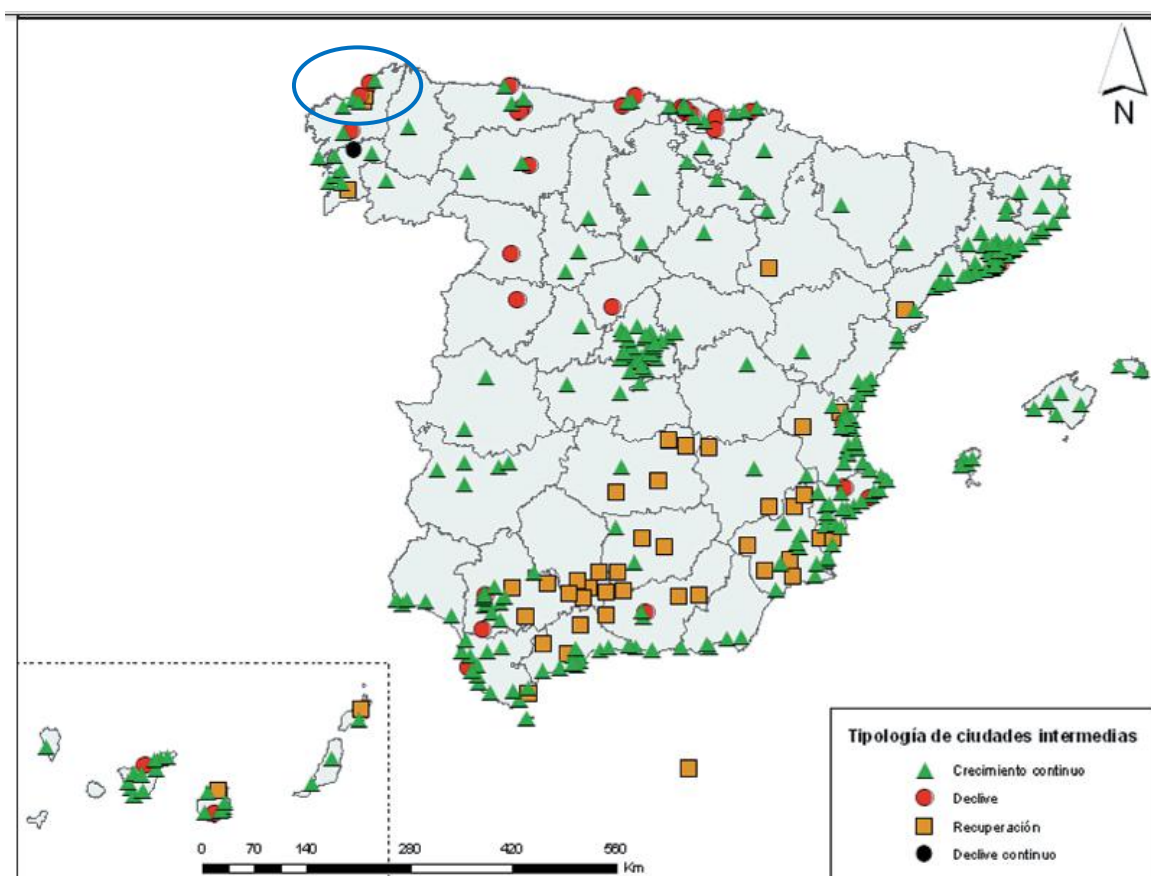 N
Tipología de ciudades intermedias
Crecimiento continuo
Declive
Recuperación
Declive continuo
0 70 140 280 420 560
Km